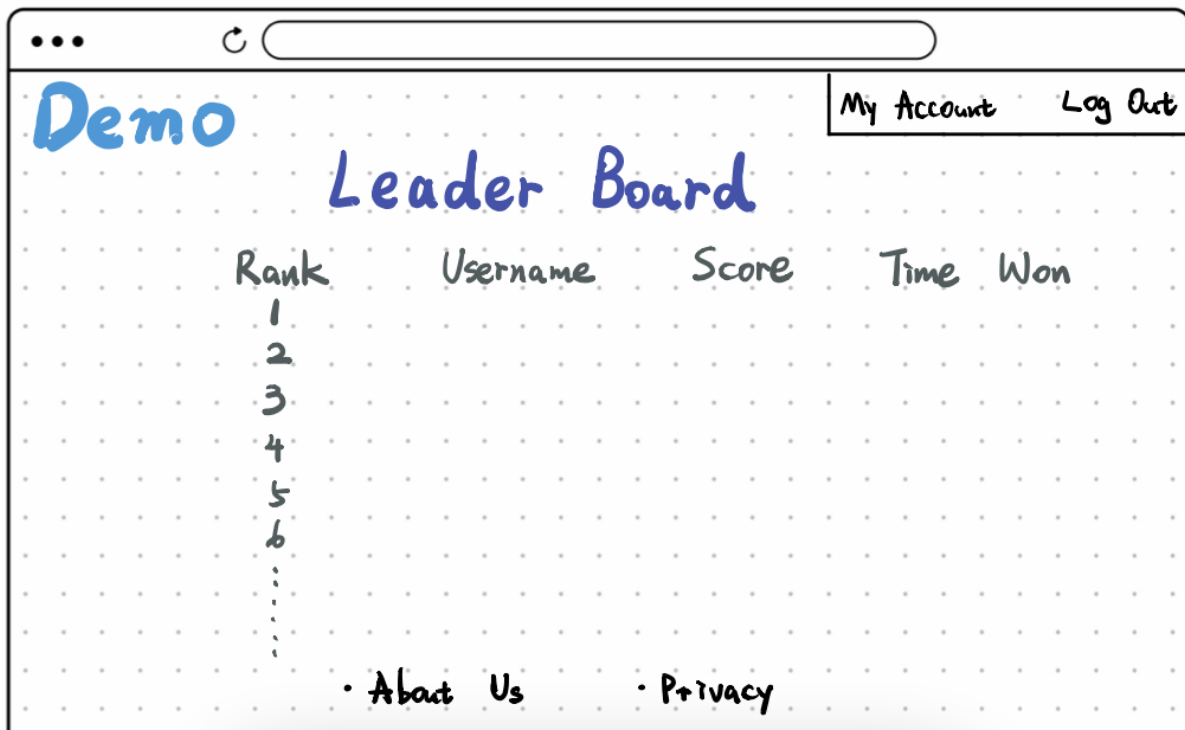 Demo
My Account Log Out
Leader Board
Rank Username Score Time Won
1
2
3
4
5
6
· About Us · Privacy